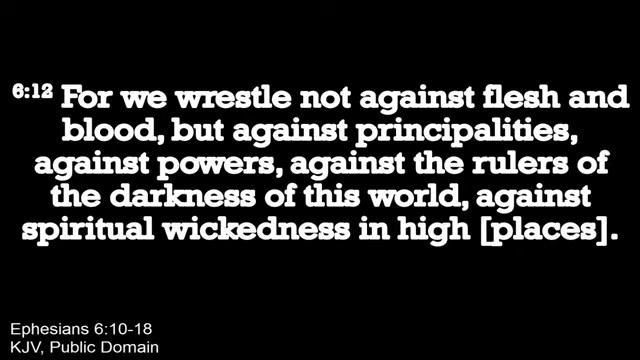 6:12 For we wrestle not against flesh and
blood, but against principalities,
against powers, against the rulers of
the darkness of this world, against
spiritual wickedness in high [places].
Ephesians 6:10-18
KJV, Public Domain